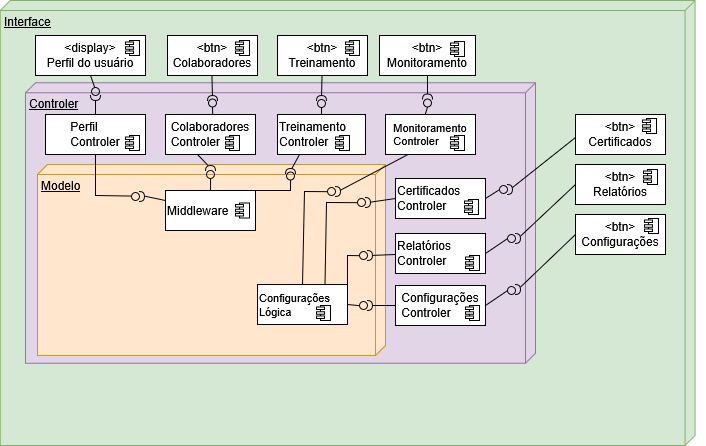 Interface
<display>
Perfil do usuário
<btn>
Colaboradores
<btn>
Treinamento
<btn>
Monitoramento
Controler
Perfil
Controler
Colaboradores
Controler
Treinamento
Controler
Monitoramento
Controler
<btn>
Certificados
<btn>
Relatórios
<btn>
Configurações
Modelo
Middleware
Certificados
Controler
Relatórios
Controler
Configurações
Lógica
Configurações
Controler